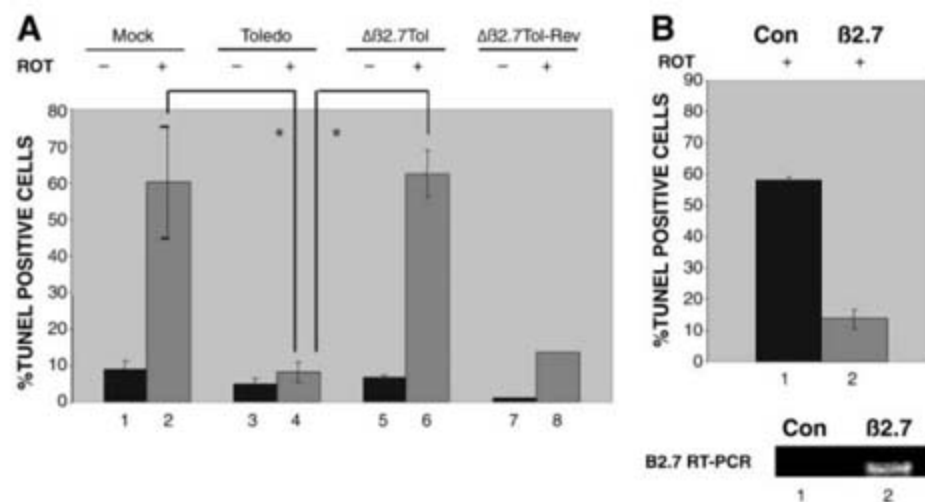 A
Mock Toledo Δß2.7Tol Δß2.7Tol-Rev
ROT – + – + – + – +
* *
%TUNEL POSITIVE CELLS
80
70
60
50
40
30
20
10
0
1 2 3 4 5 6 7 8
B
Con ß2.7
ROT + +
%TUNEL POSITIVE CELLS
90
80
70
60
50
40
30
20
10
0
1 2
Con ß2.7
B2.7 RT-PCR
1 2